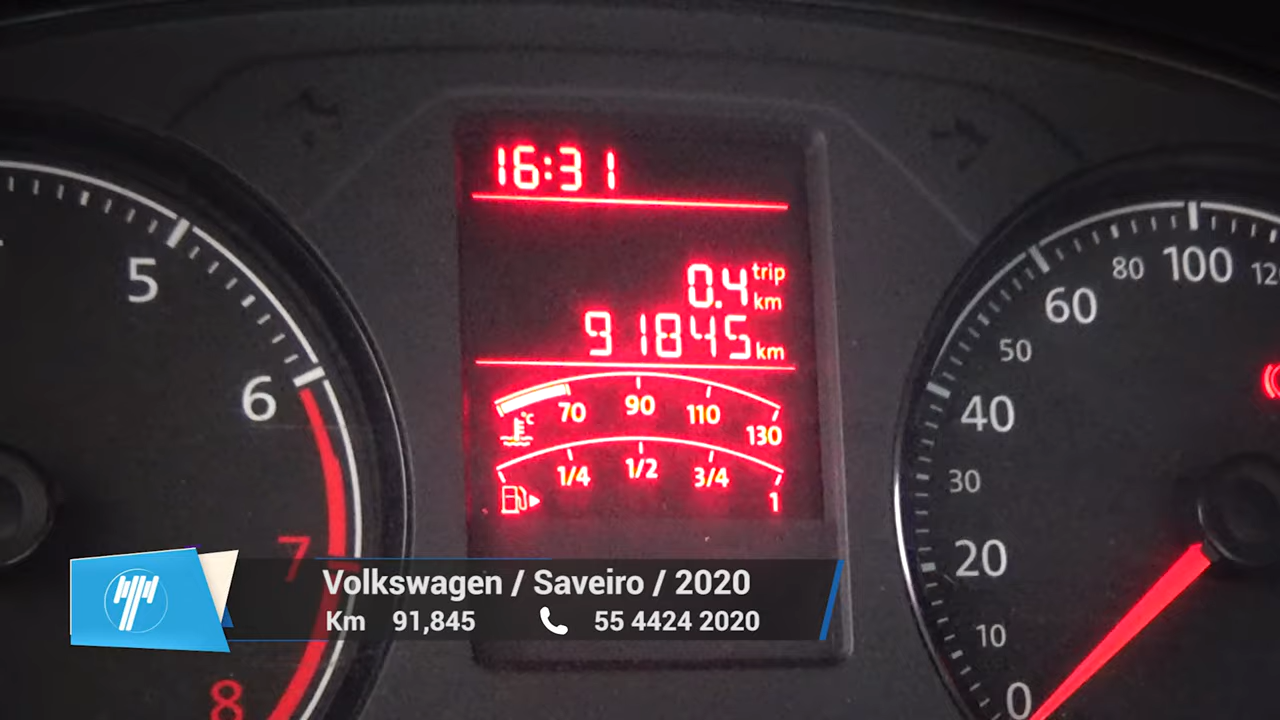 16:31
0.4 trip km
91845 km
70 90 110 130
°C
1/4 1/2 3/4 1
5
6
7
8
0
10
20
30
40
50
60
80
100
Volkswagen / Saveiro / 2020
Km 91,845 55 4424 2020